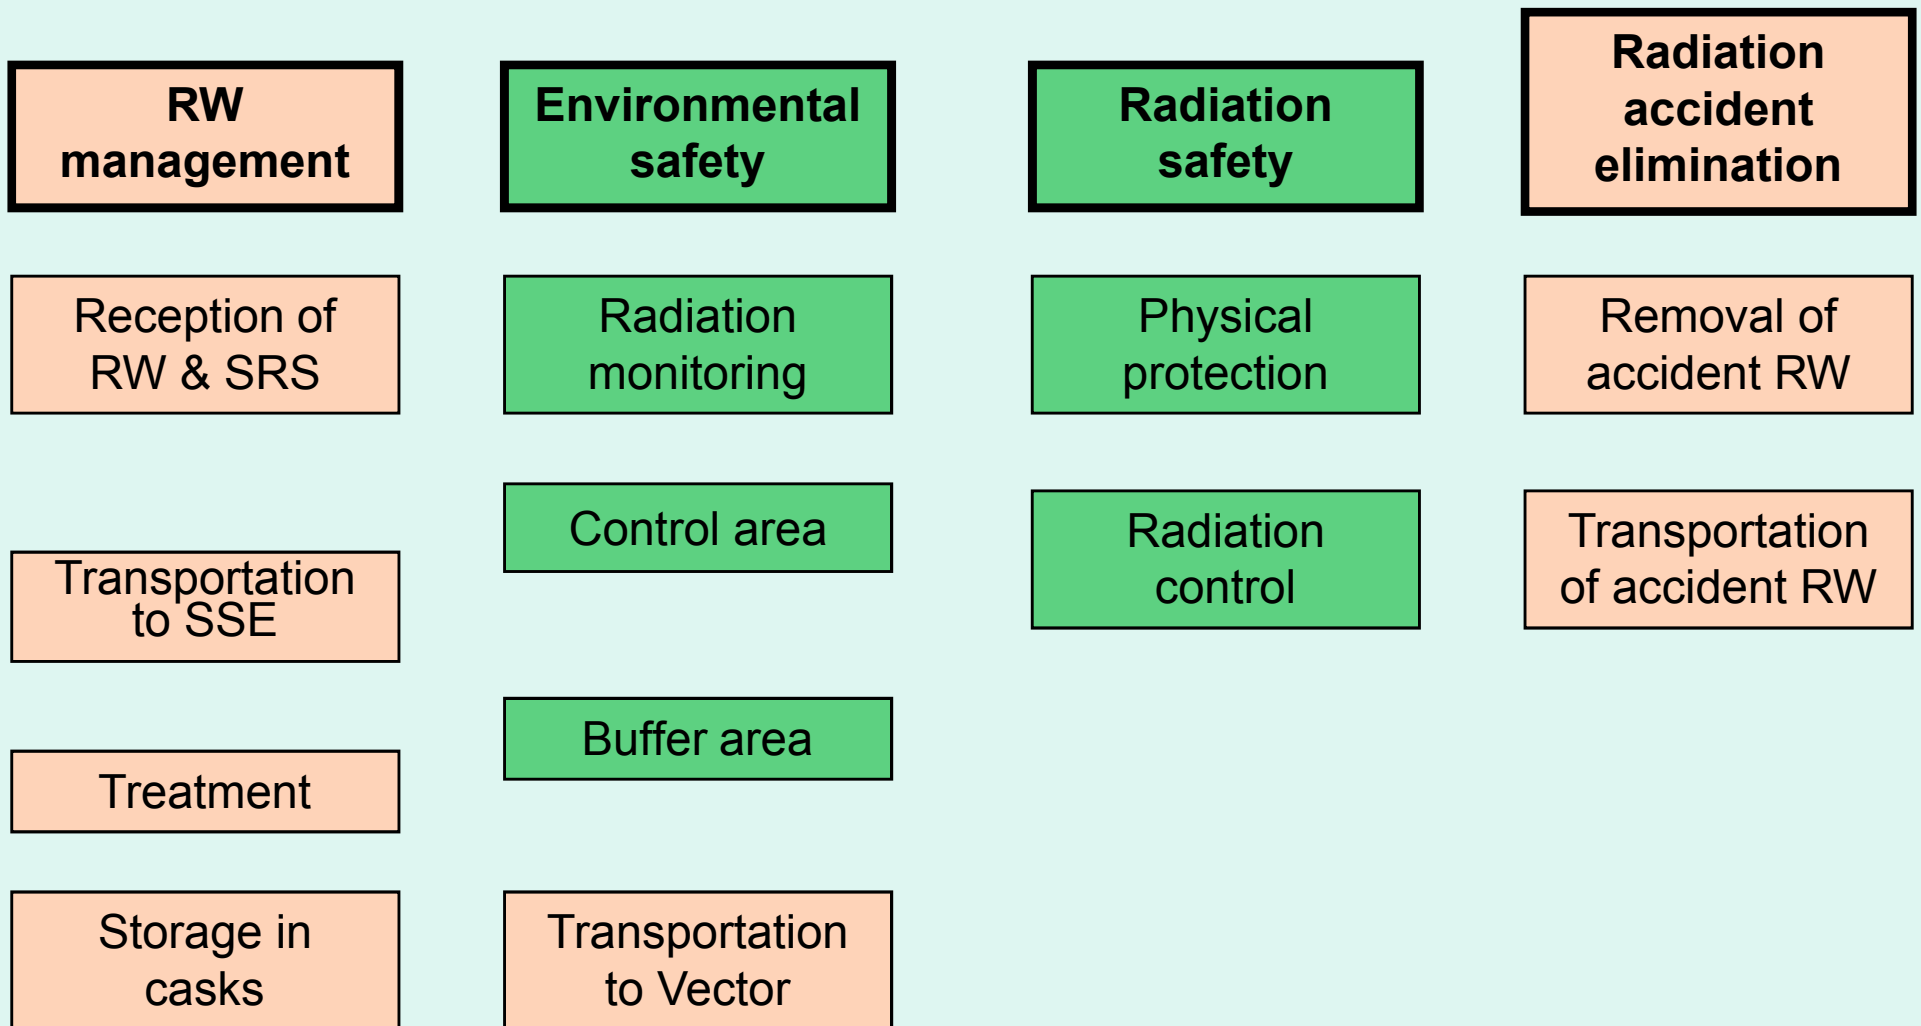 RW
management
Environmental
safety
Radiation
safety
Radiation
accident
elimination
Reception of
RW & SRS
Radiation
monitoring
Physical
protection
Removal of
accident RW
Transportation
to SSE
Control area
Radiation
control
Transportation
of accident RW
Treatment
Buffer area
Storage in
casks
Transportation
to Vector